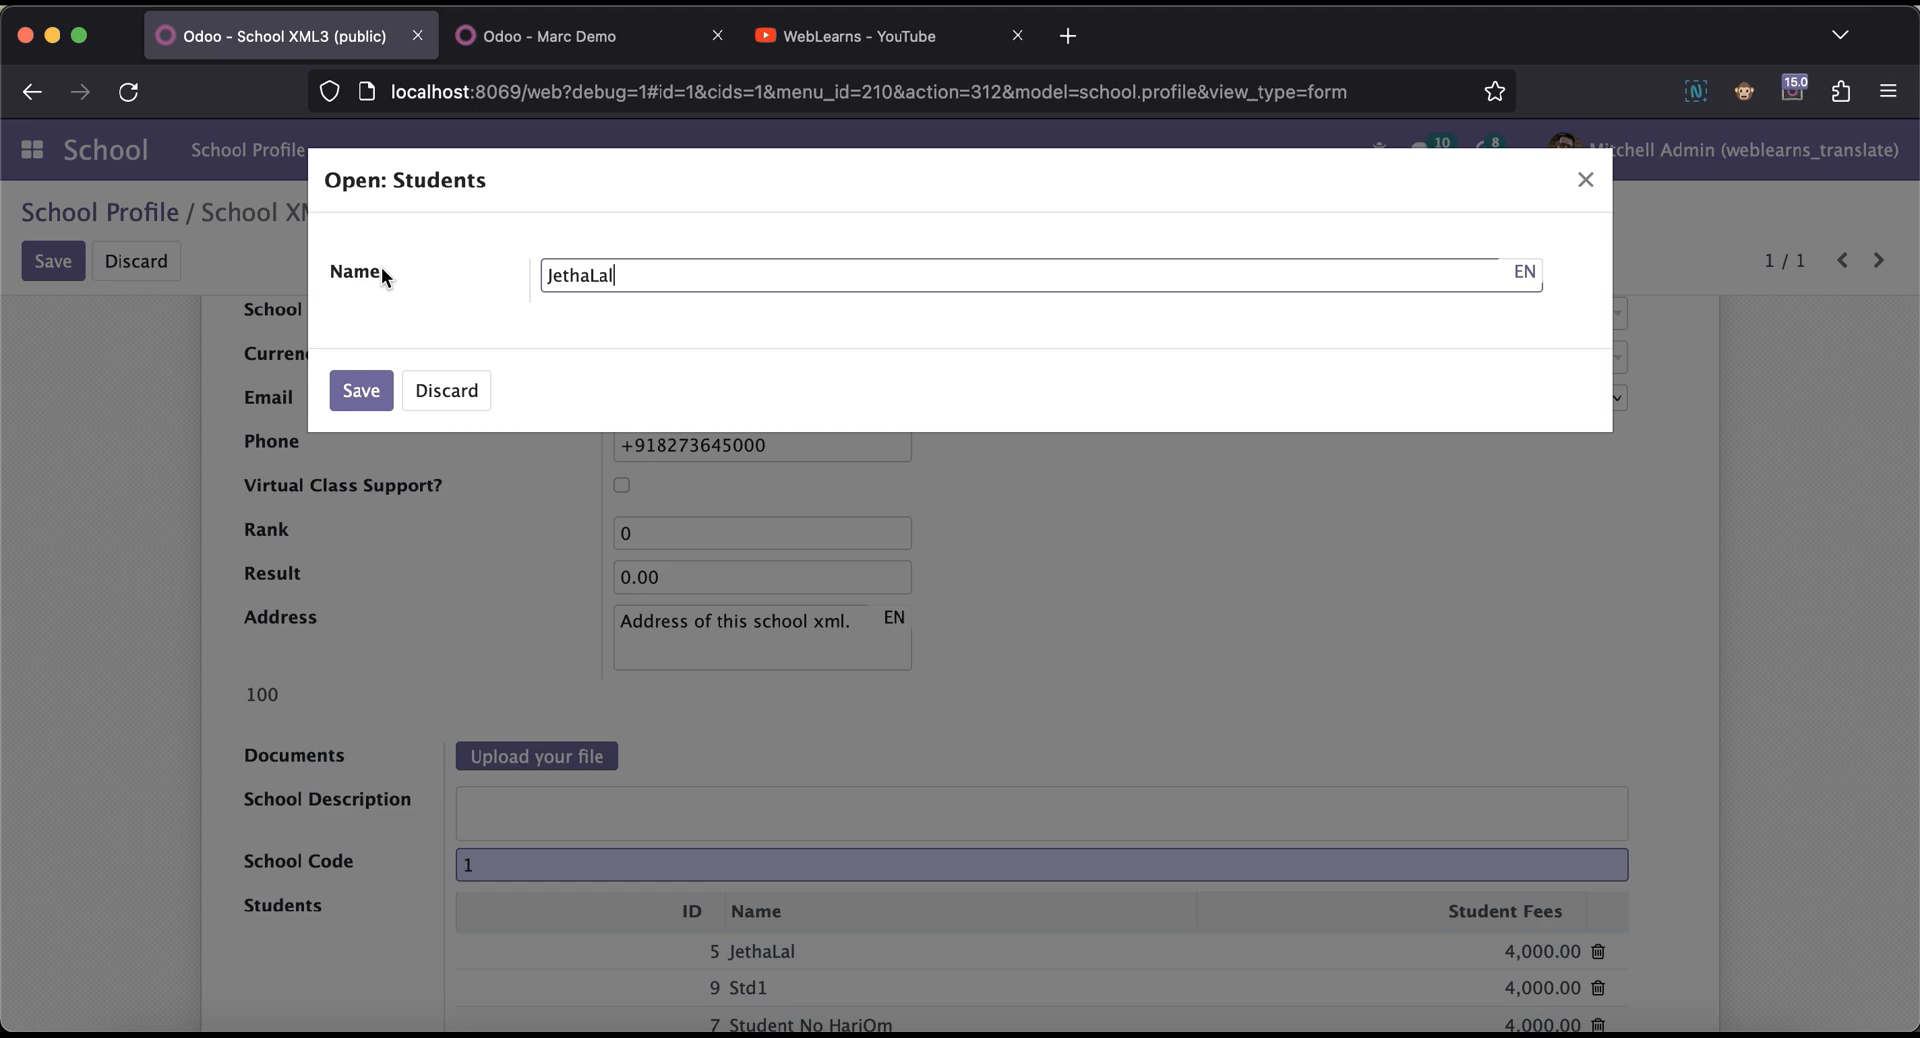 Odoo - School XML3 (public)
Odoo - Marc Demo
WebLearns - YouTube
localhost:8069/web?debug=1#id=1&cids=1&menu_id=210&action=312&model=school.profile&view_type=form
15.0
School
School Profile
10
8
Mitchell Admin (weblearns_translate)
School Profile / School XM
Save
Discard
1 / 1
Open: Students
Name
JethaLal
EN
Save
Discard
School
Curren
Email
Phone
+918273645000
Virtual Class Support?
Rank
0
Result
0.00
Address
Address of this school xml.
EN
100
Documents
Upload your file
School Description
School Code
1
Students
ID Name Student Fees
5 JethaLal 4,000.00
9 Std1 4,000.00
7 Student No HariOm 4,000.00